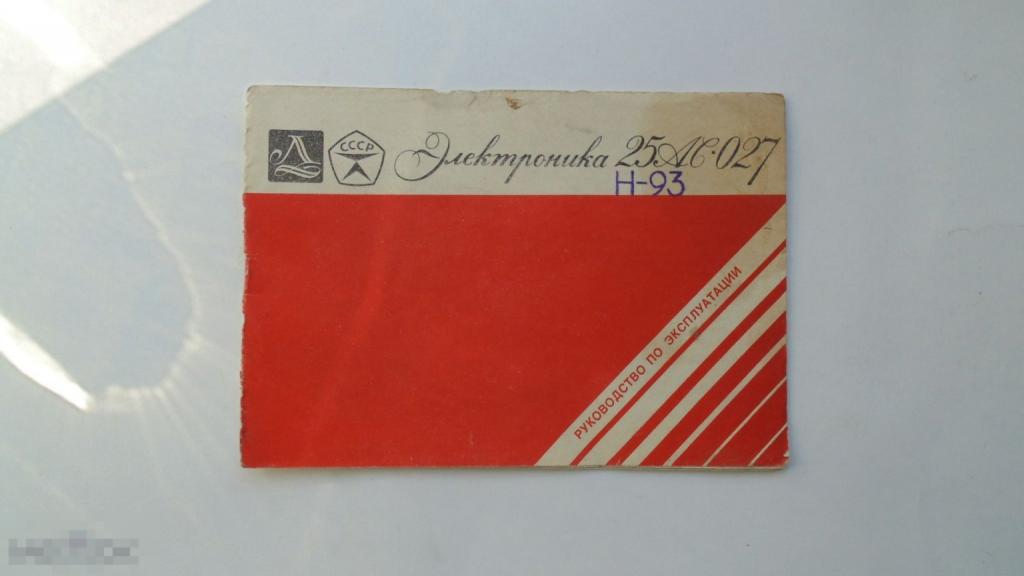 Л
СССР
Электроника 25АС-027
Н-93
РУКОВОДСТВО ПО ЭКСПЛУАТАЦИИ